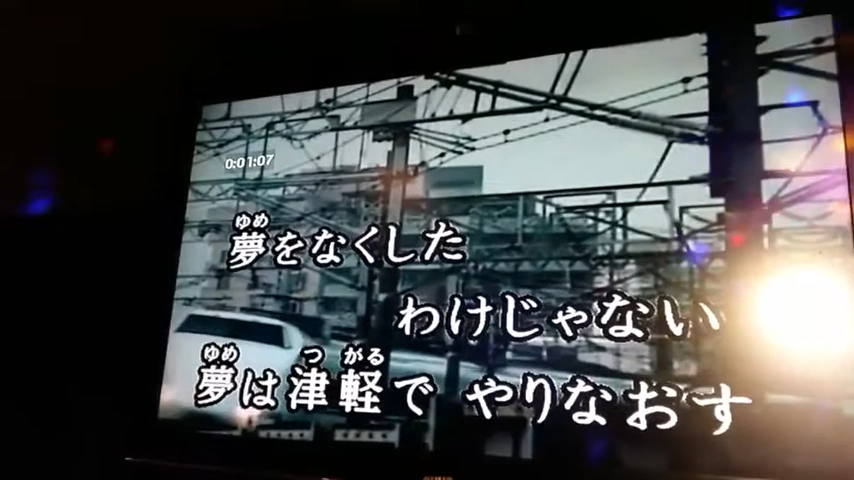 0:01:07
ゆめ
夢をなくした
わけじゃない
ゆめ つ がる
夢は津軽で やりなおす